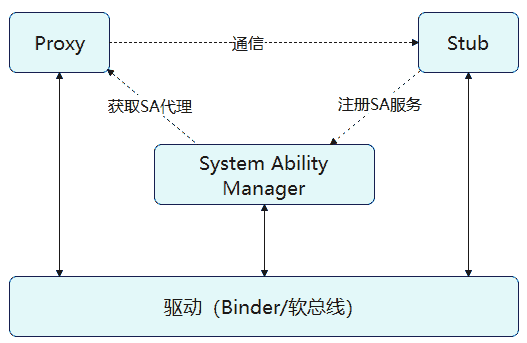 Proxy
通信
Stub
获取SA代理
注册SA服务
System Ability
Manager
驱动（Binder/软总线）